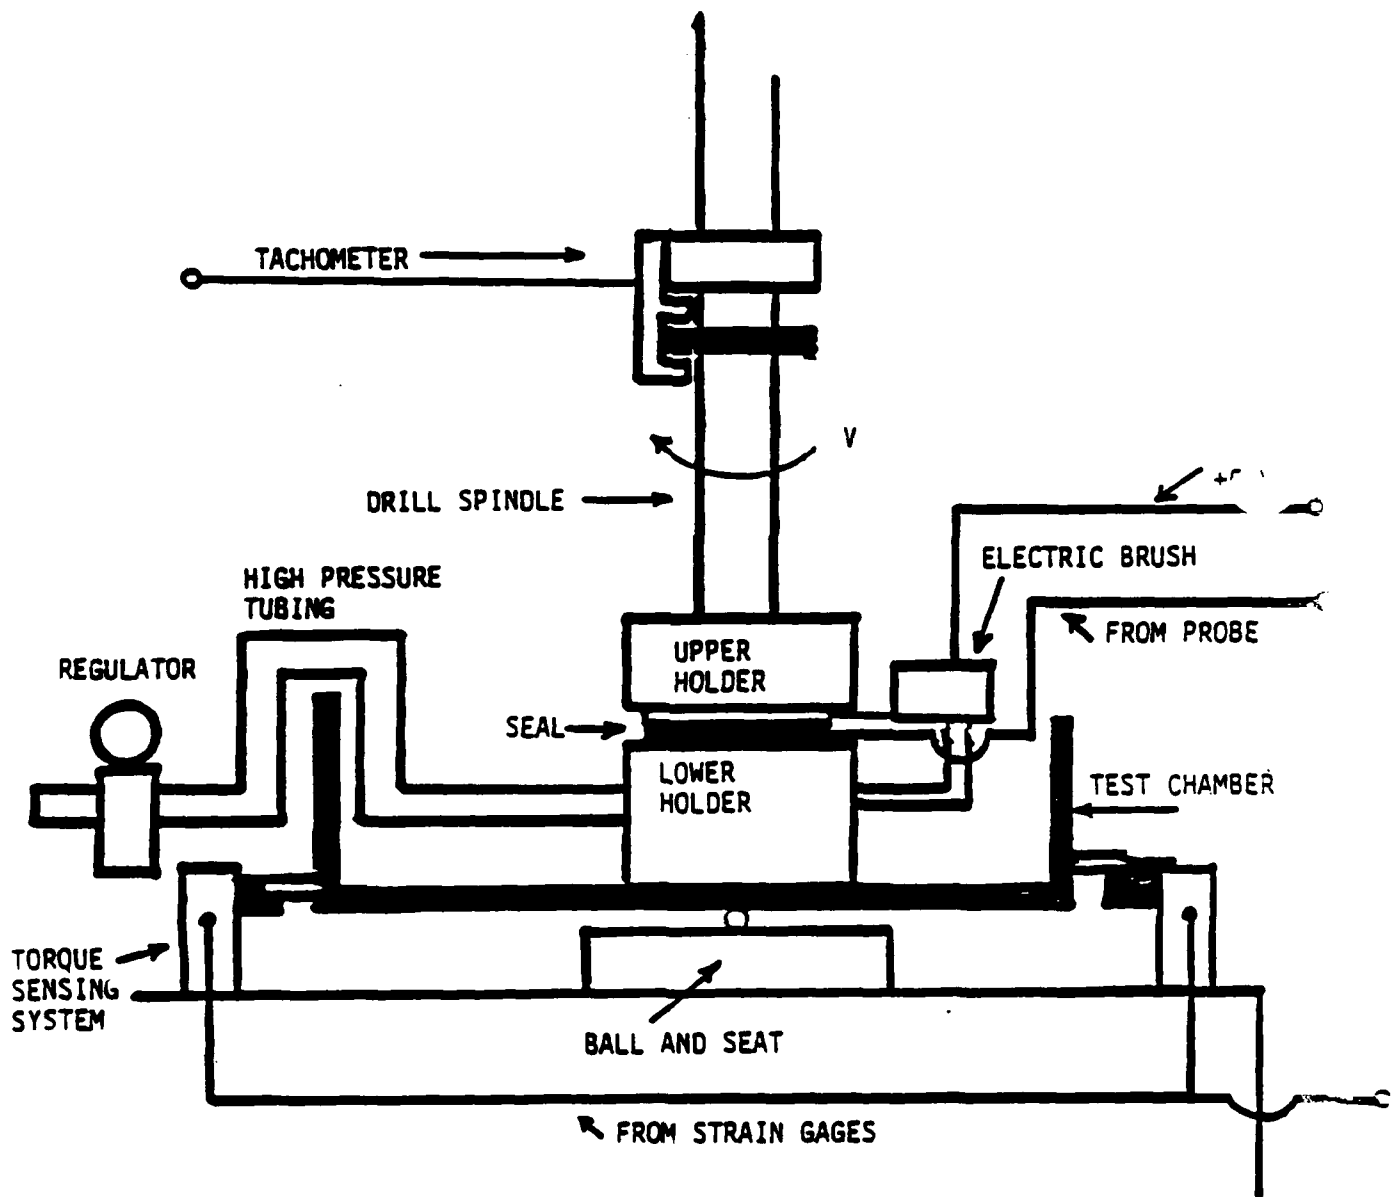 TACHOMETER
V
DRILL SPINDLE
ELECTRIC BRUSH
HIGH PRESSURE
TUBING
FROM PROBE
REGULATOR
UPPER
HOLDER
SEAL
LOWER
HOLDER
TEST CHAMBER
TORQUE
SENSING
SYSTEM
BALL AND SEAT
FROM STRAIN GAGES